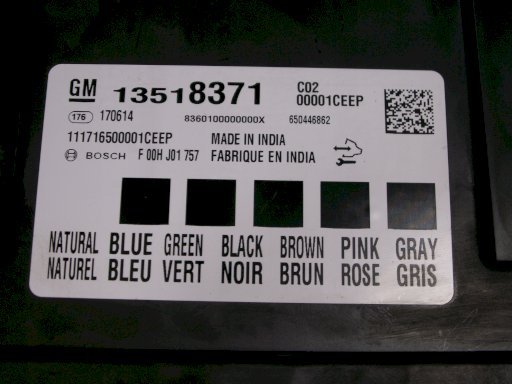 GM 13518371 C02
00001CEEP
176 170614 8360100000000X 650446862
111716500001CEEP MADE IN INDIA
BOSCH F 00H J01 757 FABRIQUE EN INDIA
NATURAL BLUE GREEN BLACK BROWN PINK GRAY
NATUREL BLEU VERT NOIR BRUN ROSE GRIS